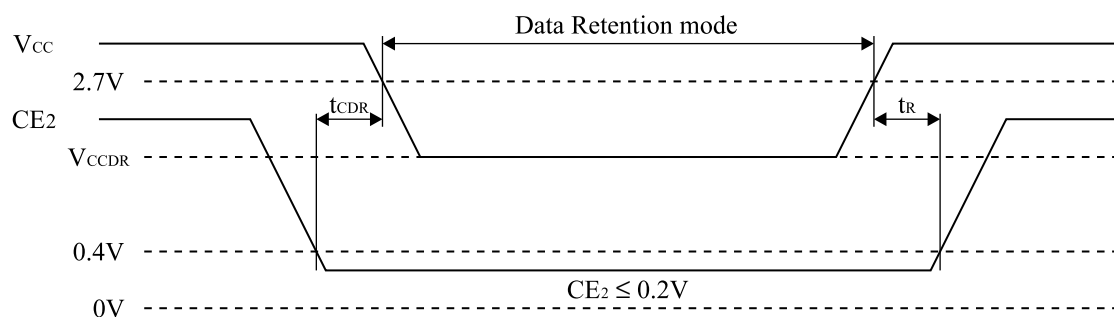 Data Retention mode
VCC
2.7V
tCDR
tR
CE2
VCCDR
0.4V
CE2 ≤ 0.2V
0V